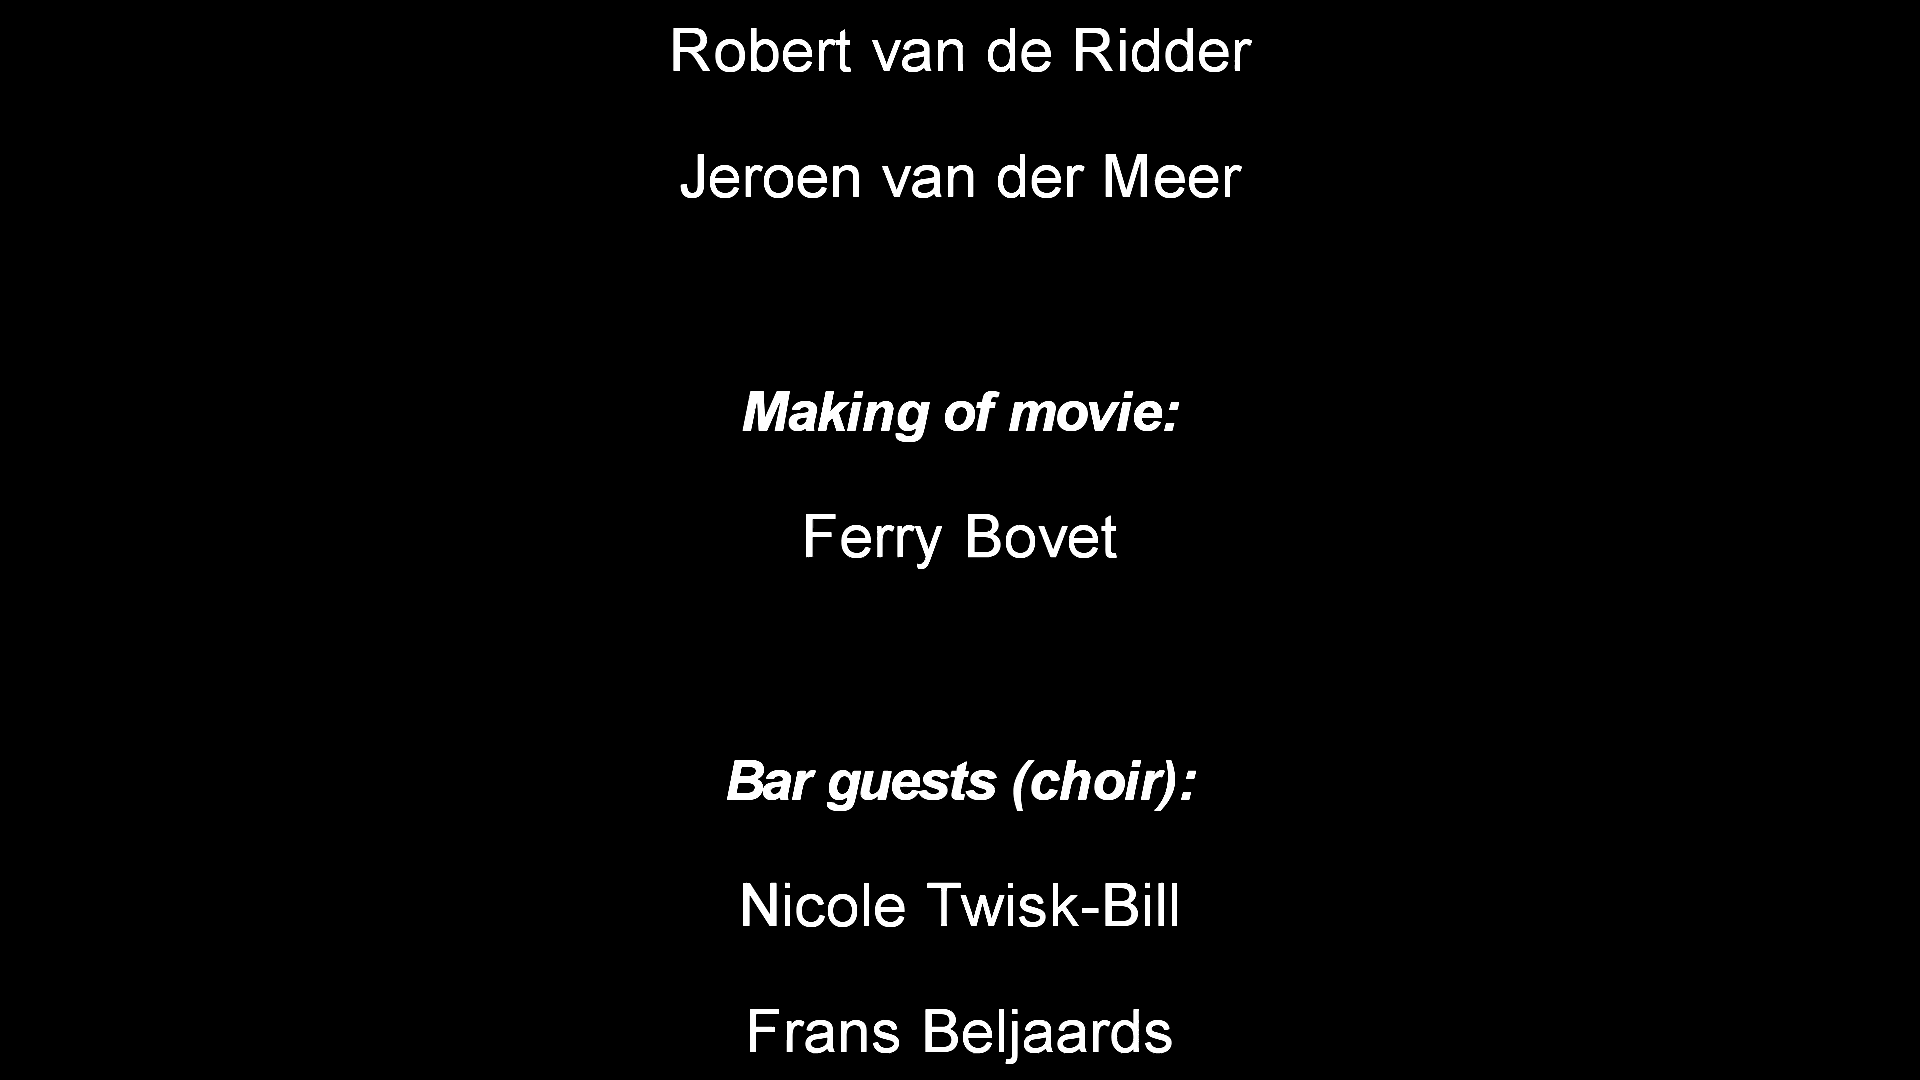 Robert van de Ridder
Jeroen van der Meer
Making of movie:
Ferry Bovet
Bar guests (choir):
Nicole Twisk-Bill
Frans Beljaards